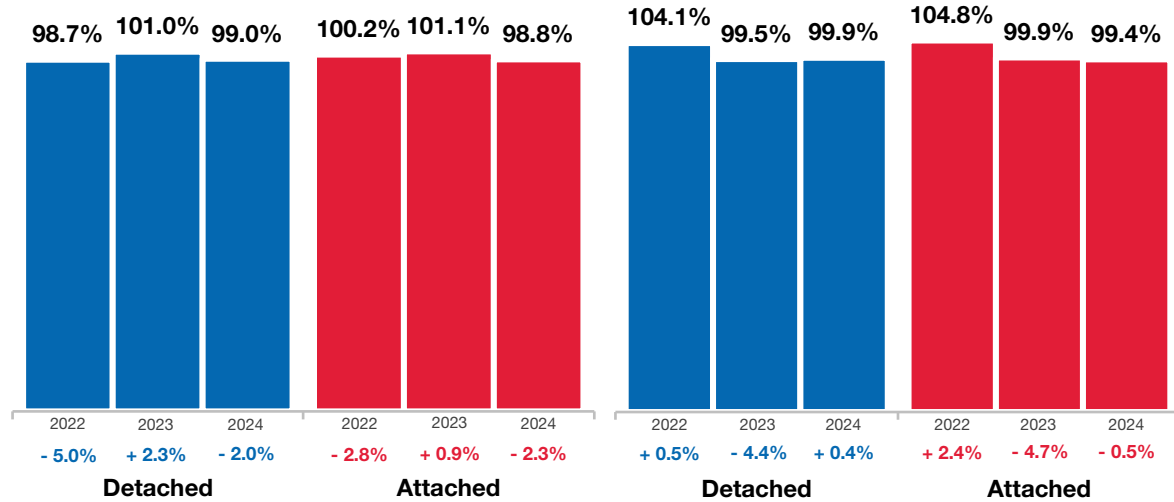 98.7% 101.0% 99.0% 100.2% 101.1% 98.8%
2022 2023 2024 2022 2023 2024
- 5.0% + 2.3% - 2.0% - 2.8% + 0.9% - 2.3%
Detached Attached
104.1% 99.5% 99.9% 104.8% 99.9% 99.4%
2022 2023 2024 2022 2023 2024
+ 0.5% - 4.4% + 0.4% + 2.4% - 4.7% - 0.5%
Detached Attached